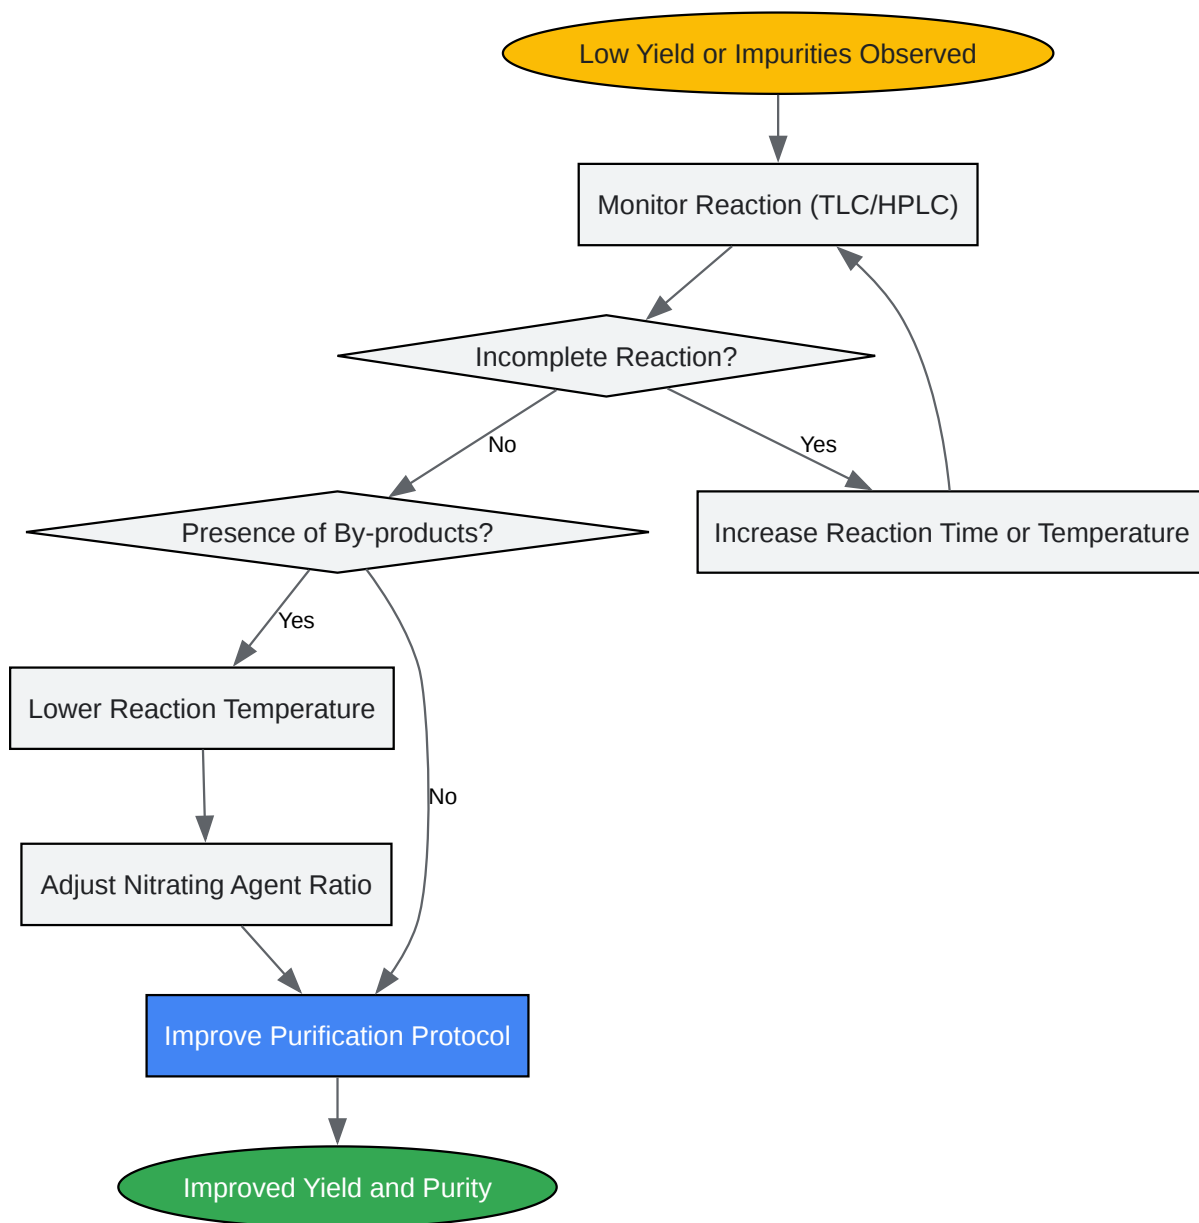 Low Yield or Impurities Observed
Monitor Reaction (TLC/HPLC)
Incomplete Reaction?
No
Yes
Presence of By-products?
Increase Reaction Time or Temperature
Yes
Lower Reaction Temperature
No
Adjust Nitrating Agent Ratio
Improve Purification Protocol
Improved Yield and Purity